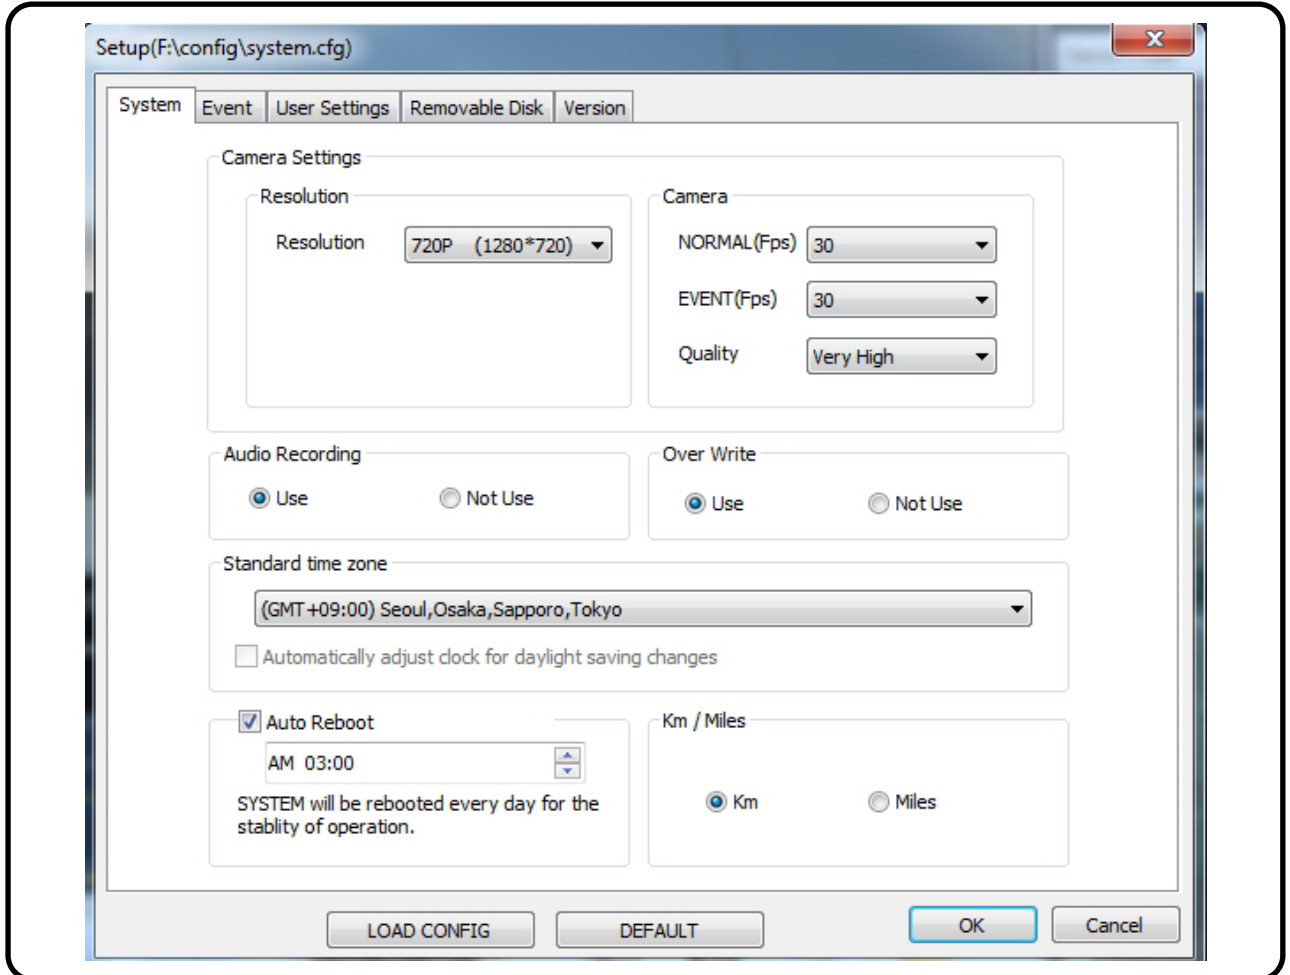 Setup(F:\config\system.cfg)
System Event User Settings Removable Disk Version
Camera Settings
Resolution
Resolution 720P (1280*720)
Camera
NORMAL(Fps) 30
EVENT(Fps) 30
Quality Very High
Audio Recording
Use Not Use
Over Write
Use Not Use
Standard time zone
(GMT+09:00) Seoul,Osaka,Sapporo,Tokyo
Automatically adjust clock for daylight saving changes
Auto Reboot
AM 03:00
SYSTEM will be rebooted every day for the
stablity of operation.
Km / Miles
Km Miles
LOAD CONFIG DEFAULT OK Cancel